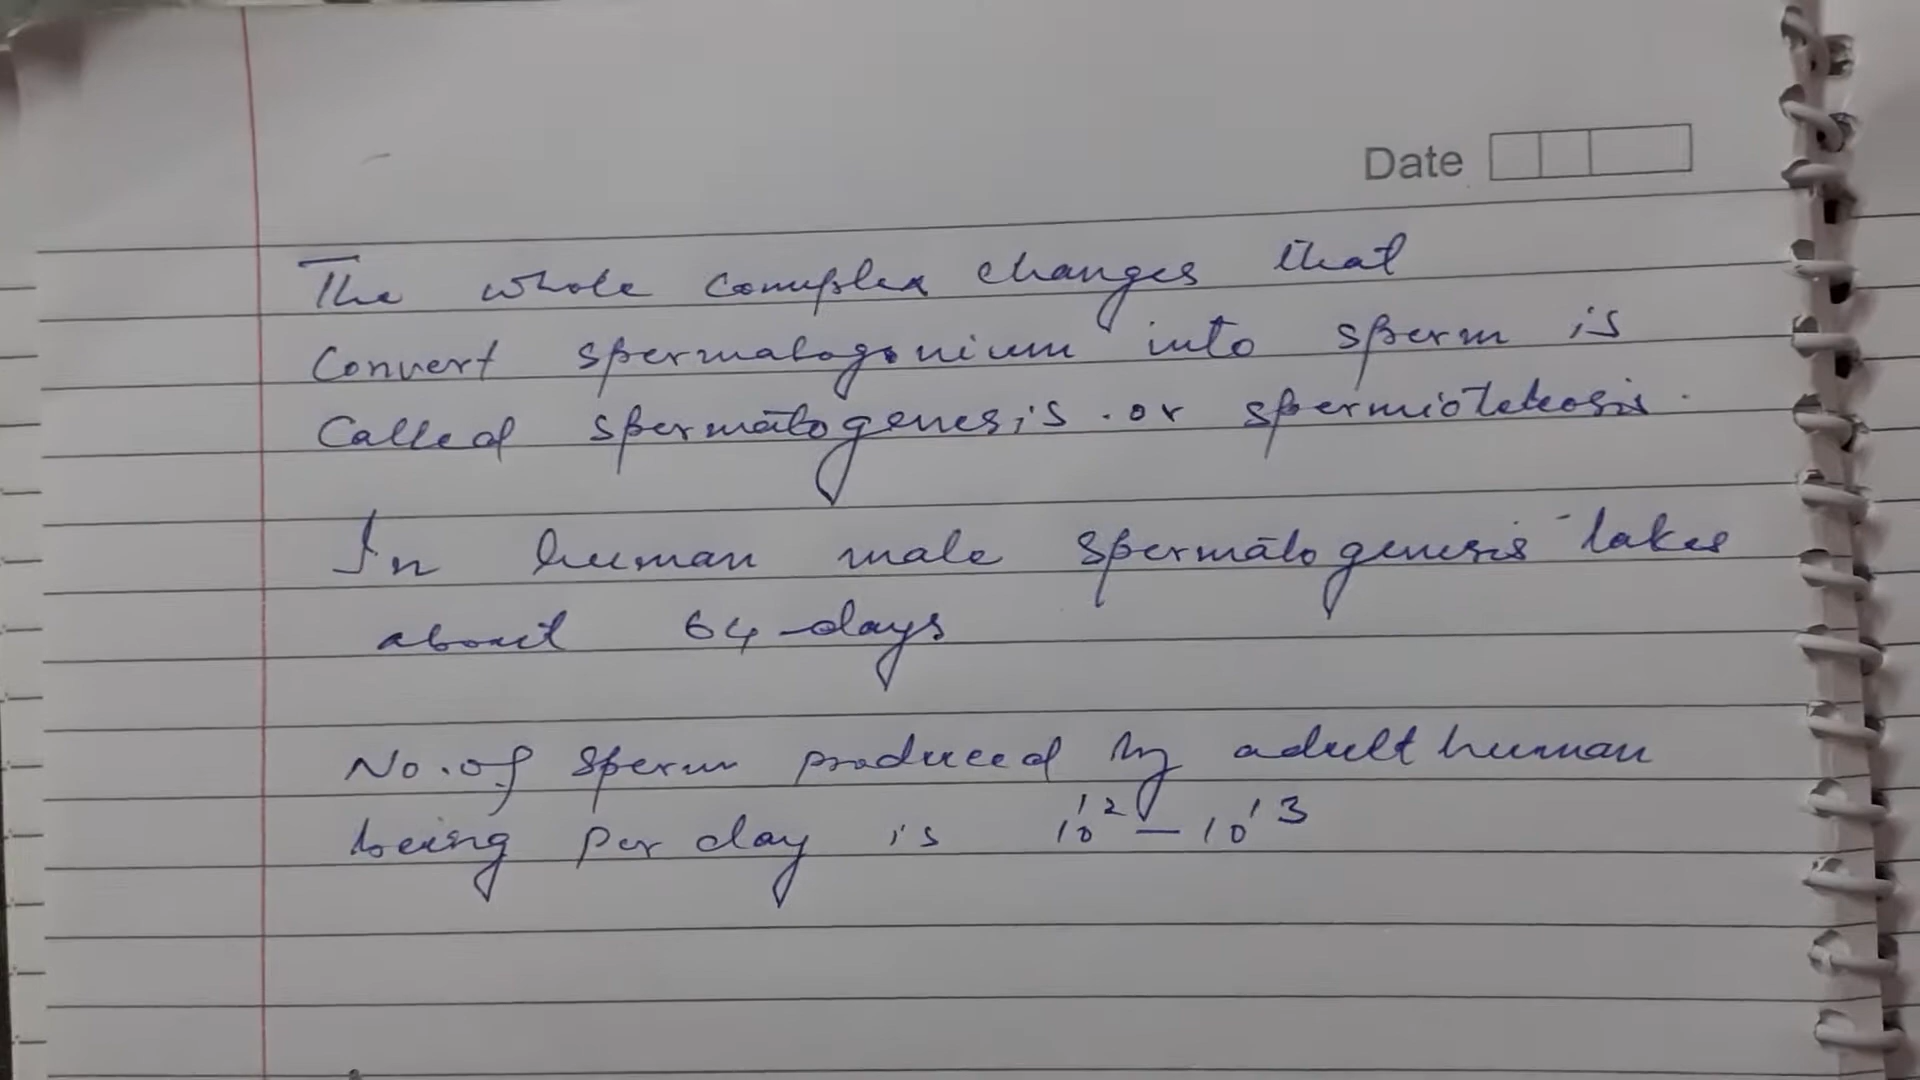 Date
The whole complex changes that
Convert spermatogonium into sperm is
Called spermatogenesis . or spermioteleosis .
In human male spermatogenesis takes
about 64 days
No. of sperm produced by adult human
being per day is 10¹² – 10¹³